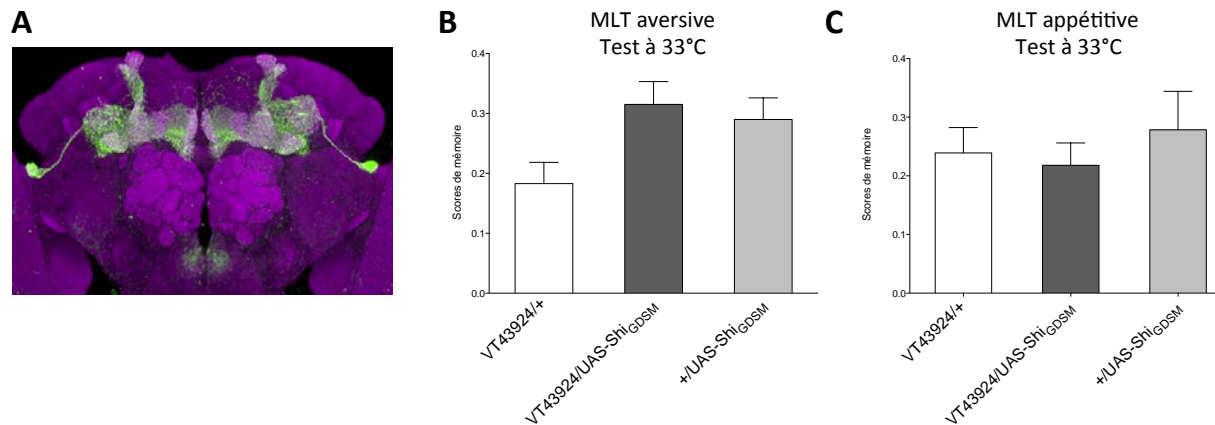 A
B
MLT aversive
Test à 33°C
Scores de mémoire
0.4
0.3
0.2
0.1
0.0
VT43924/+
VT43924/UAS-ShiGDSM
+/UAS-ShiGDSM
C
MLT appétitive
Test à 33°C
Scores de mémoire
0.4
0.3
0.2
0.1
0.0
VT43924/+
VT43924/UAS-ShiGDSM
+/UAS-ShiGDSM